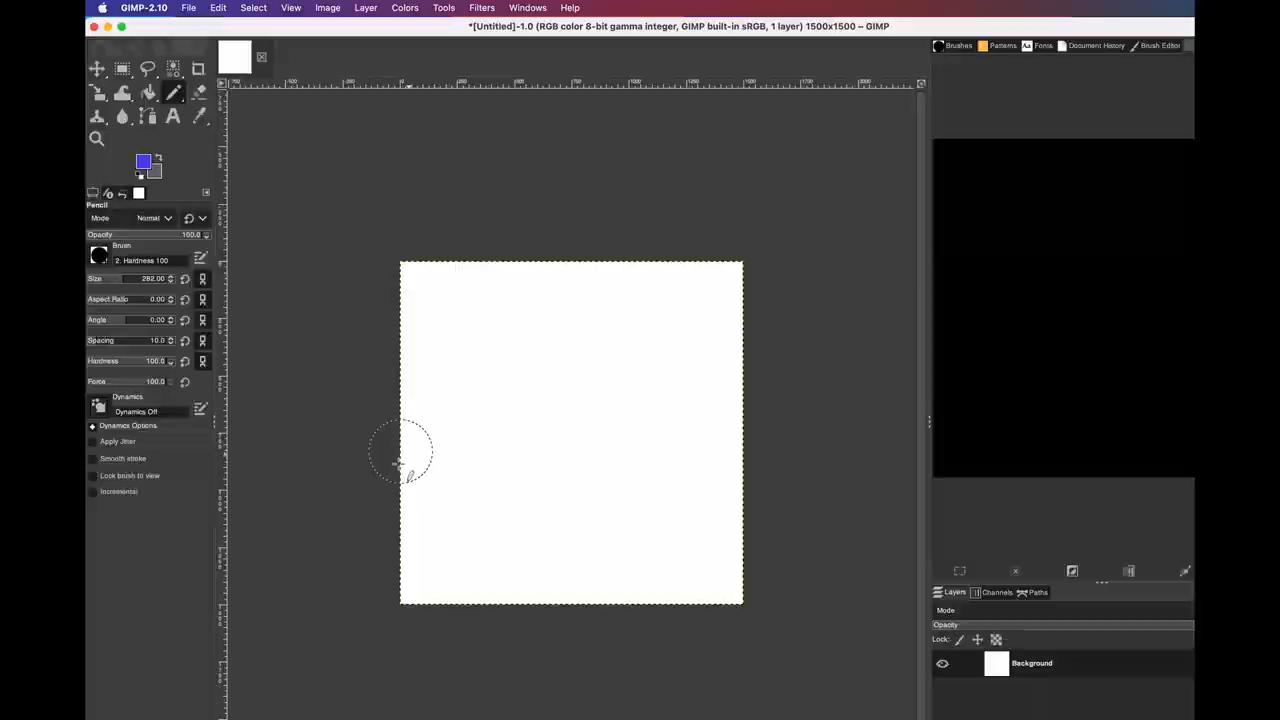 GIMP-2.10 File Edit Select View Image Layer Colors Tools Filters Windows Help
*[Untitled]-1.0 (RGB color 8-bit gamma integer, GIMP built-in sRGB, 1 layer) 1500x1500 – GIMP
Brushes Patterns Aa Fonts Document History Brush Editor
Pencil
Mode Normal
Opacity 100.0
Brush
2. Hardness 100
Size 282.00
Aspect Ratio 0.00
Angle 0.00
Spacing 10.0
Hardness 100.0
Force 100.0
Dynamics
Dynamics Off
Dynamics Options
Apply Jitter
Smooth stroke
Lock brush to view
Incremental
Layers Channels Paths
Mode
Opacity
Lock:
Background